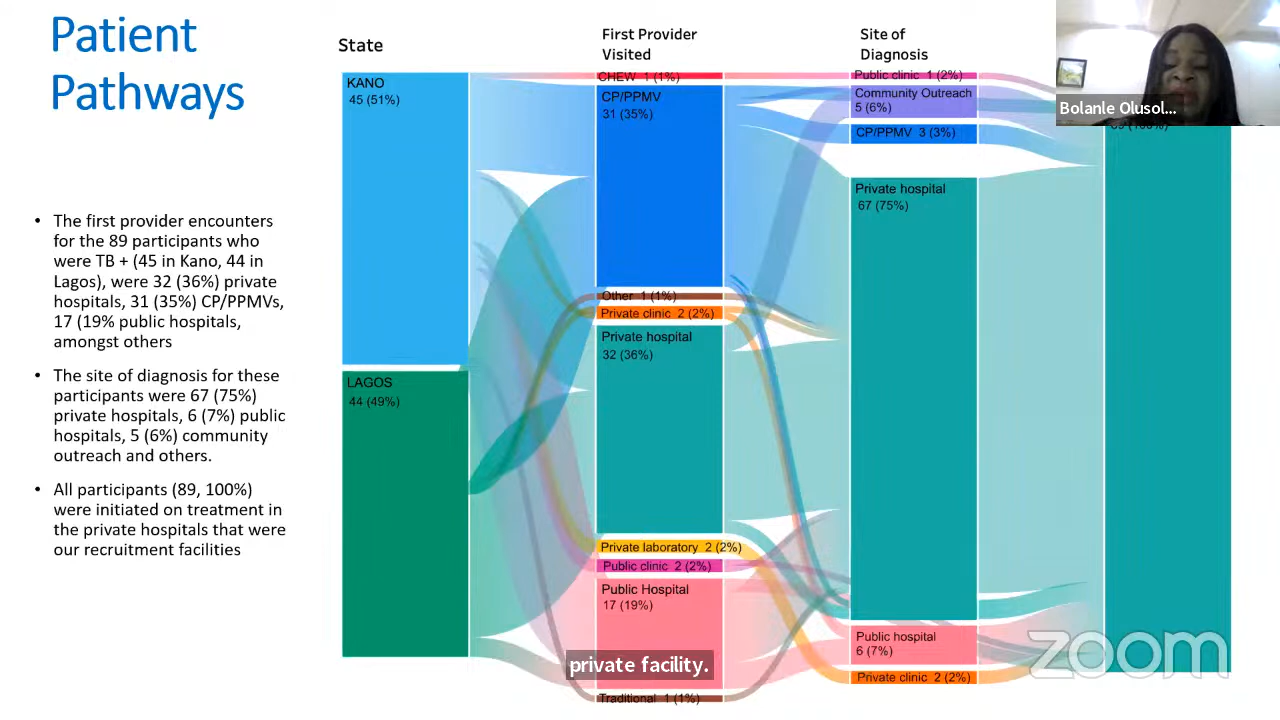 Patient
Pathways
• The first provider encounters
for the 89 participants who
were TB + (45 in Kano, 44 in
Lagos), were 32 (36%) private
hospitals, 31 (35%) CP/PPMVs,
17 (19% public hospitals,
amongst others
• The site of diagnosis for these
participants were 67 (75%)
private hospitals, 6 (7%) public
hospitals, 5 (6%) community
outreach and others.
• All participants (89, 100%)
were initiated on treatment in
the private hospitals that were
our recruitment facilities
State
KANO
45 (51%)
LAGOS
44 (49%)
First Provider
Visited
CHEW 1 (1%)
CP/PPMV
31 (35%)
Other 1 (1%)
Private clinic 2 (2%)
Private hospital
32 (36%)
Private laboratory 2 (2%)
Public clinic 2 (2%)
Public Hospital
17 (19%)
Traditional 1 (1%)
Site of
Diagnosis
Public clinic 1 (2%)
Community Outreach
5 (6%)
CP/PPMV 3 (3%)
Private hospital
67 (75%)
Public hospital
6 (7%)
Private clinic 2 (2%)
Bolanle Olusol...
private facility.
zoom